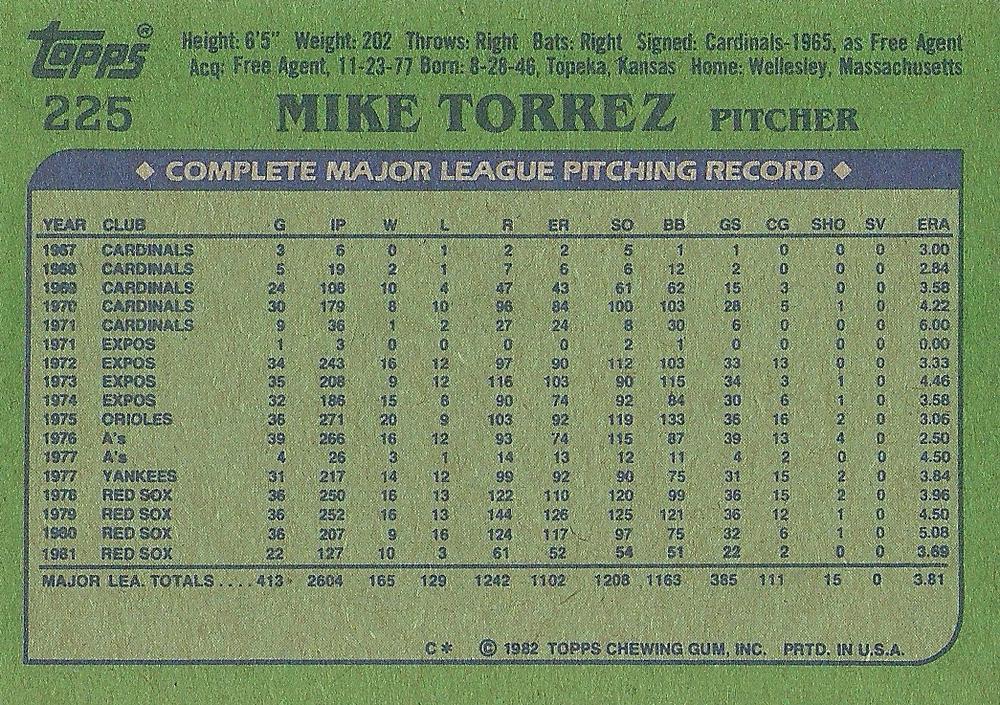 Topps®
Height: 6'5" Weight: 202 Throws: Right Bats: Right Signed: Cardinals-1965, as Free Agent
Acq: Free Agent, 11-23-77 Born: 8-28-46, Topeka, Kansas Home: Wellesley, Massachusetts
225 MIKE TORREZ PITCHER
◆ COMPLETE MAJOR LEAGUE PITCHING RECORD ◆
YEAR CLUB G IP W L R ER SO BB GS CG SHO SV ERA
1967 CARDINALS 3 6 0 1 2 2 5 1 1 0 0 0 3.00
1968 CARDINALS 5 19 2 1 7 6 6 12 2 0 0 0 2.84
1969 CARDINALS 24 108 10 4 47 43 61 62 15 3 0 0 3.58
1970 CARDINALS 30 179 8 10 96 84 100 103 28 5 1 0 4.22
1971 CARDINALS 9 36 1 2 27 24 8 30 6 0 0 0 6.00
1971 EXPOS 1 3 0 0 0 0 2 1 0 0 0 0 0.00
1972 EXPOS 34 243 16 12 97 90 112 103 33 13 0 0 3.33
1973 EXPOS 35 208 9 12 116 103 90 115 34 3 1 0 4.46
1974 EXPOS 32 186 15 8 90 74 92 84 30 6 1 0 3.58
1975 ORIOLES 36 271 20 9 103 92 119 133 36 16 2 0 3.06
1976 A's 39 266 16 12 93 74 115 87 39 13 4 0 2.50
1977 A's 4 26 3 1 14 13 12 11 4 2 0 0 4.50
1977 YANKEES 31 217 14 12 99 92 90 75 31 15 2 0 3.84
1978 RED SOX 36 250 16 13 122 110 120 99 36 15 2 0 3.96
1979 RED SOX 36 252 16 13 144 126 125 121 36 12 1 0 4.50
1980 RED SOX 36 207 9 16 124 117 97 75 32 6 1 0 5.08
1981 RED SOX 22 127 10 3 61 52 54 51 22 2 0 0 3.69
MAJOR LEA. TOTALS .... 413 2604 165 129 1242 1102 1208 1163 385 111 15 0 3.81
C* © 1982 TOPPS CHEWING GUM, INC. PRTD. IN U.S.A.